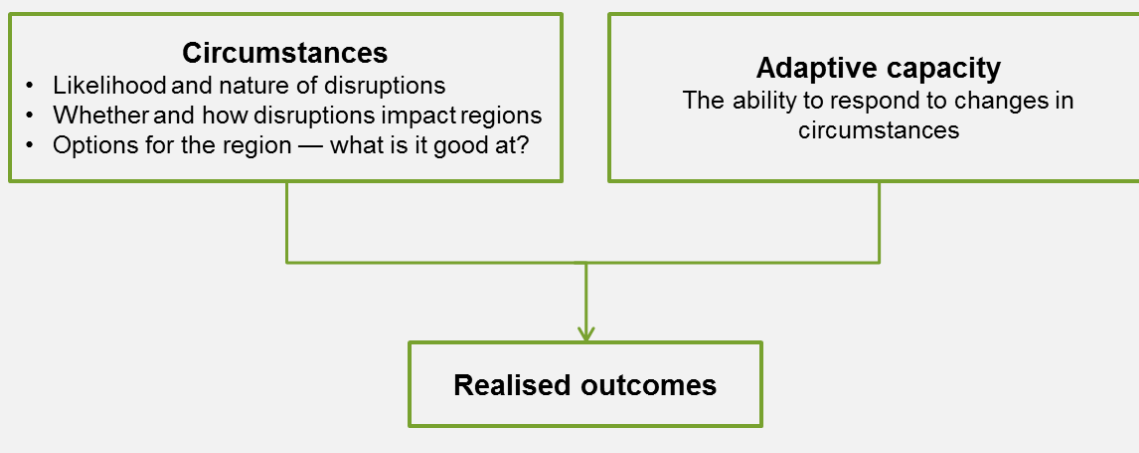 Circumstances
• Likelihood and nature of disruptions
• Whether and how disruptions impact regions
• Options for the region — what is it good at?
Adaptive capacity
The ability to respond to changes in
circumstances
Realised outcomes